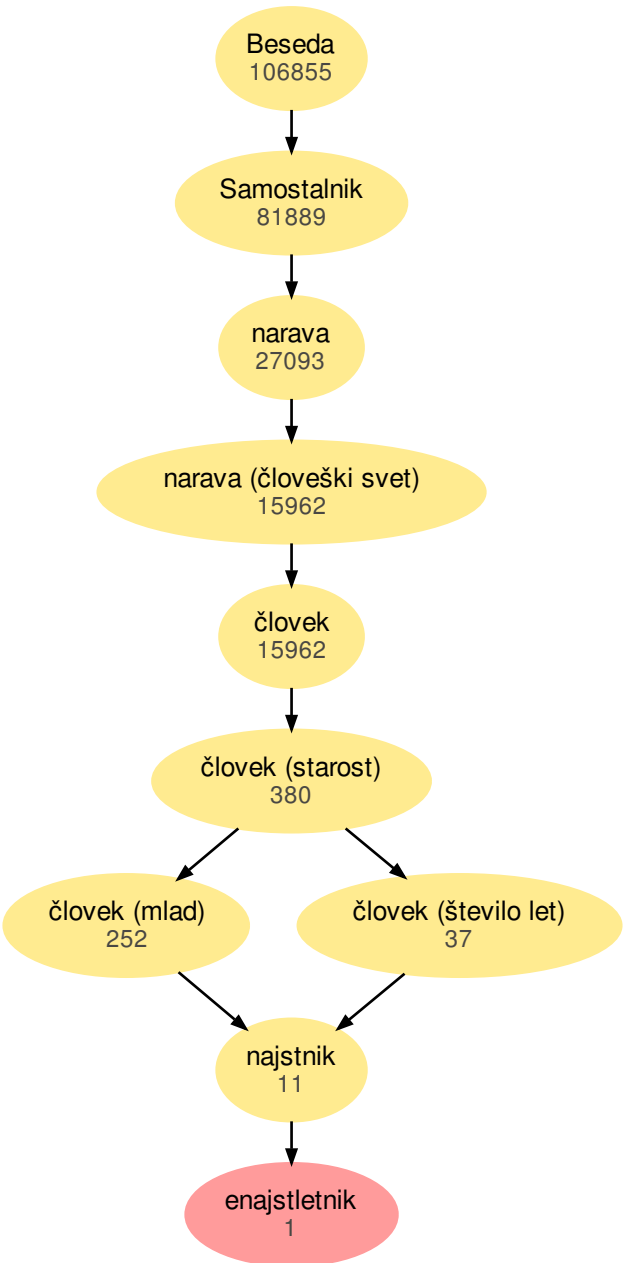 Beseda
106855
Samostalnik
81889
narava
27093
narava (človeški svet)
15962
človek
15962
človek (starost)
380
človek (mlad)
252
človek (število let)
37
najstnik
11
enajstletnik
1